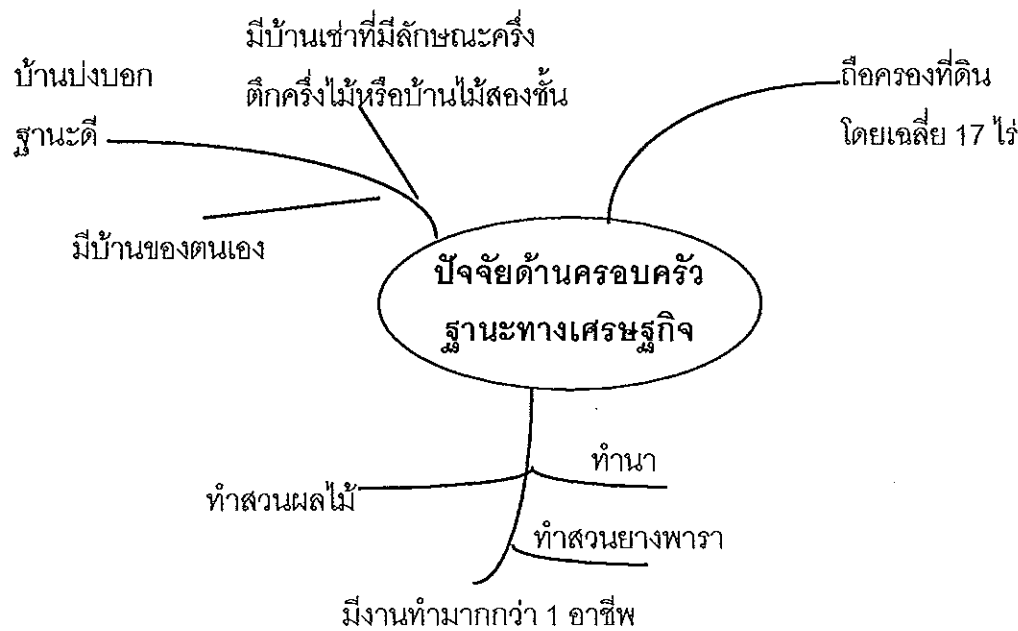 มีบ้านเช่าที่มีลักษณะครึ่ง
ตึกครึ่งไม้หรือบ้านไม้สองชั้น
บ้านบ่งบอก
ฐานะดี
ถือครองที่ดิน
โดยเฉลี่ย 17 ไร่
มีบ้านของตนเอง
ปัจจัยด้านครอบครัว
ฐานะทางเศรษฐกิจ
ทำนา
ทำสวนผลไม้
ทำสวนยางพารา
มีงานทำมากกว่า 1 อาชีพ